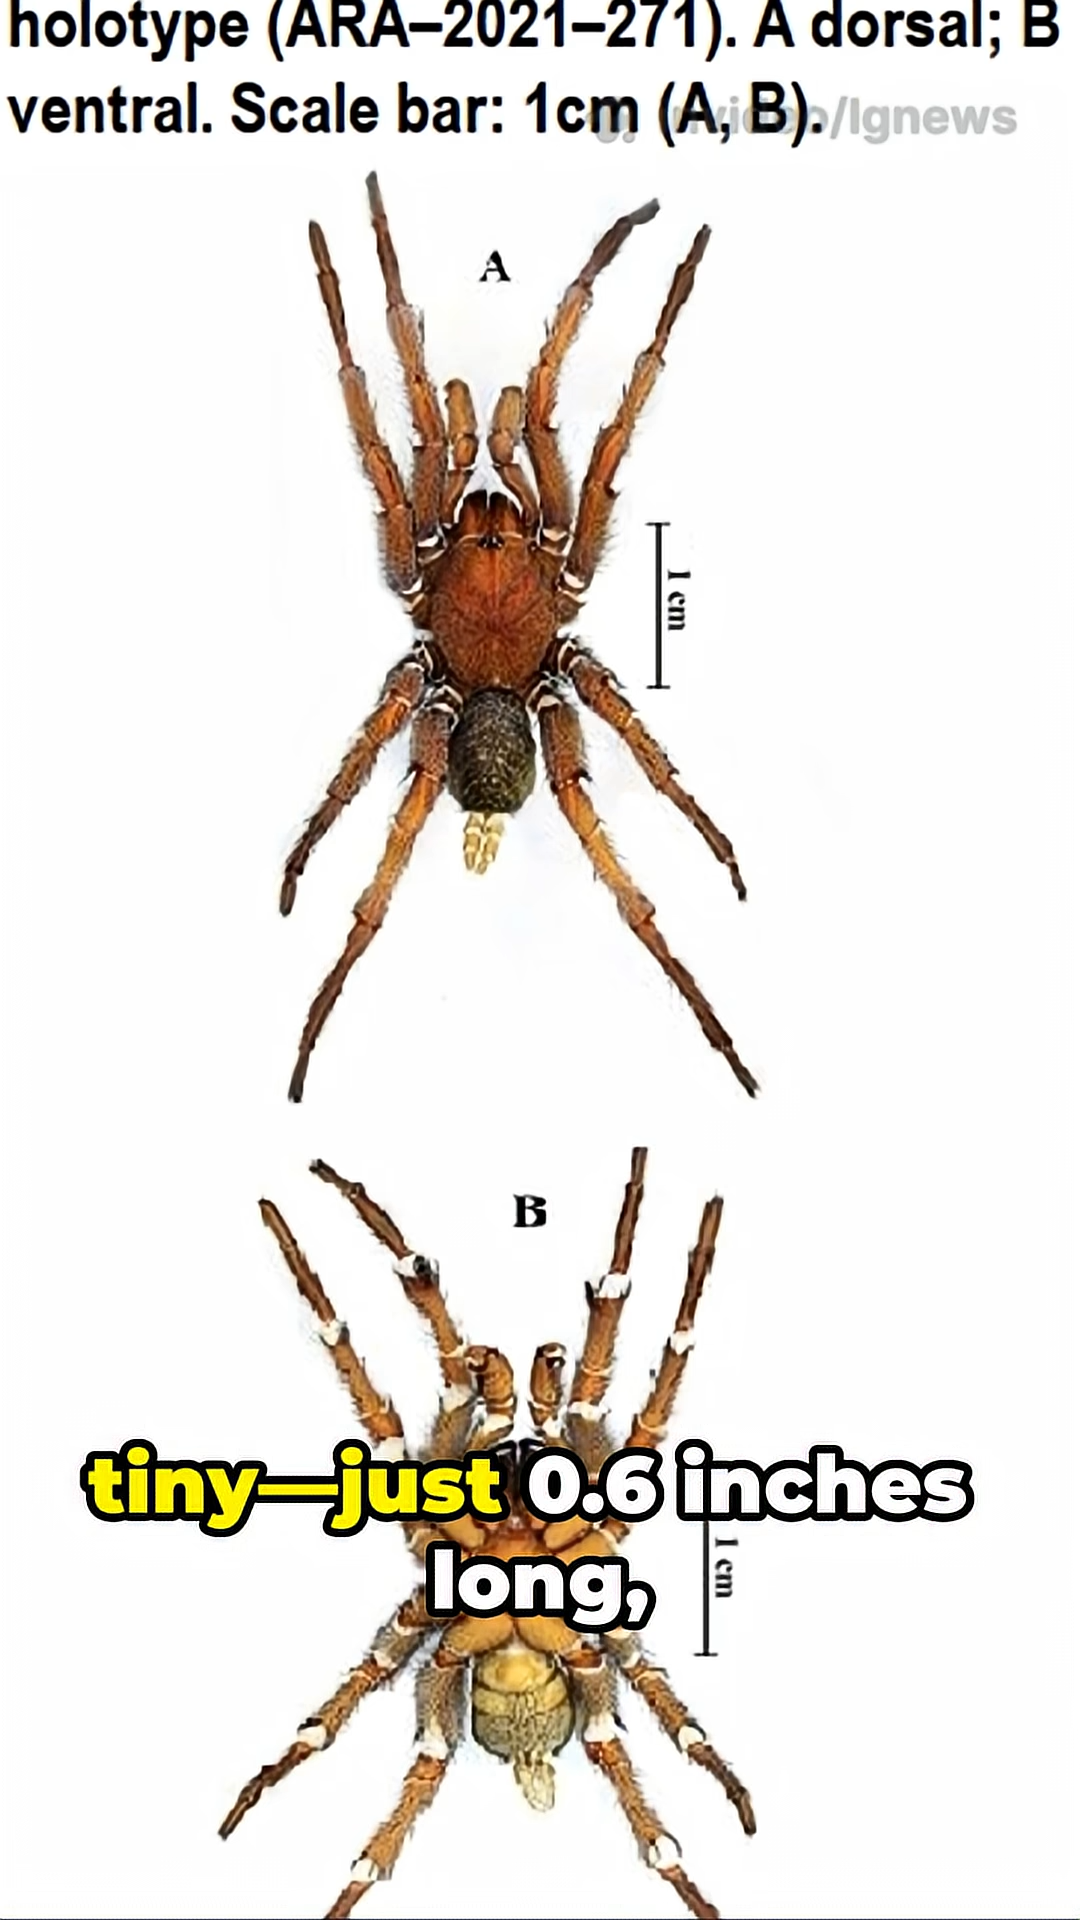 holotype (ARA–2021–271). A dorsal; B
ventral. Scale bar: 1cm (A, B).
/lgnews
A
1 cm
B
tiny—just 0.6 inches
long,
1 cm